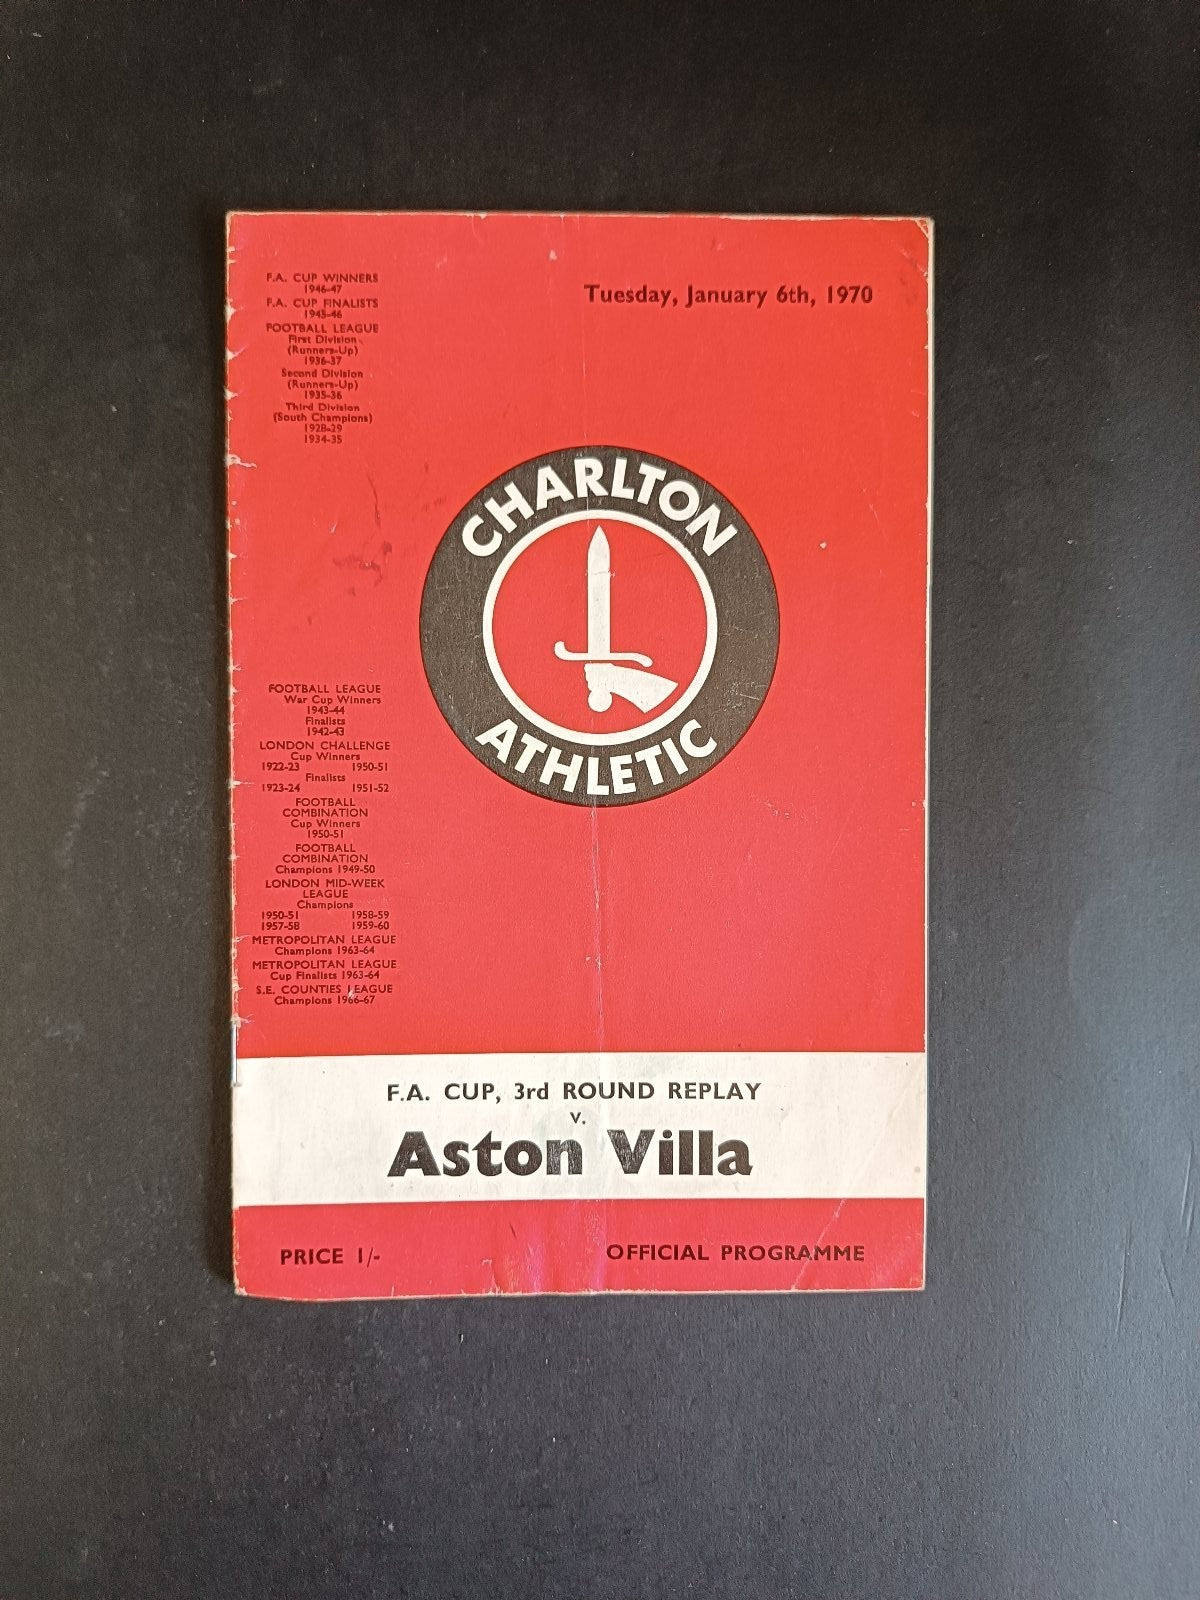 F.A. CUP WINNERS
1946-47
F.A. CUP FINALISTS
1945-46
FOOTBALL LEAGUE
First Division
(Runners-Up)
1936-37
Second Division
(Runners-Up)
1935-36
Third Division
(South Champions)
1928-29
1934-35
Tuesday, January 6th, 1970
CHARLTON
ATHLETIC
FOOTBALL LEAGUE
War Cup Winners
1943-44
Finalists
1942-43
LONDON CHALLENGE
Cup Winners
1922-23 1950-51
Finalists
1923-24 1951-52
FOOTBALL
COMBINATION
Cup Winners
1950-51
FOOTBALL
COMBINATION
Champions 1949-50
LONDON MID-WEEK
LEAGUE
Champions
1950-51 1958-59
1957-58 1959-60
METROPOLITAN LEAGUE
Champions 1963-64
METROPOLITAN LEAGUE
Cup Finalists 1963-64
S.E. COUNTIES LEAGUE
Champions 1966-67
F.A. CUP, 3rd ROUND REPLAY
v.
Aston Villa
PRICE 1/-
OFFICIAL PROGRAMME